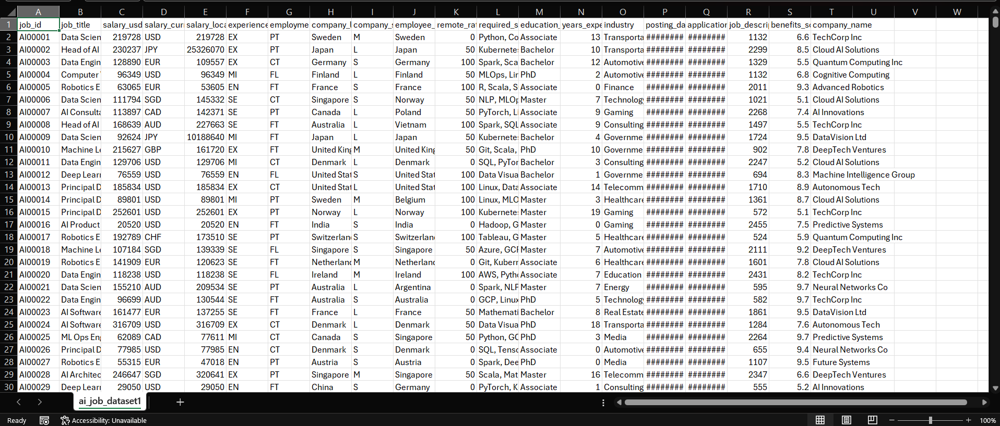 A B C D E F G H I J K L M N O P Q R S T U V W
1 job_id job_title salary_usd salary_curr salary_loca experience employme company_l company_s employee_ remote_rat required_s education_ years_expe industry posting_da application job_descrip benefits_sc company_name
2 AI00001 Data Scien 219728 USD 219728 EX PT Sweden M Sweden 0 Python, Co Associate 13 Transporta ######## ######## 1132 6.6 TechCorp Inc
3 AI00002 Head of AI 230237 JPY 25326070 EX PT Japan L Japan 50 Kubernetes Bachelor 10 Transporta ######## ######## 2299 8.5 Cloud AI Solutions
4 AI00003 Data Engin 128890 EUR 109557 EX CT Germany S Germany 100 Spark, Sca Bachelor 12 Automotive ######## ######## 1329 5.5 Quantum Computing Inc
5 AI00004 Computer 96349 USD 96349 MI FL Finland L Finland 50 MLOps, Lin PhD 2 Automotive ######## ######## 1132 6.8 Cognitive Computing
6 AI00005 Robotics E 63065 EUR 53605 EN FT France S France 100 R, Scala, S Associate 0 Finance ######## ######## 2011 9.3 Advanced Robotics
7 AI00006 Data Scien 111794 SGD 145332 SE CT Singapore S Norway 50 NLP, MLOp Master 7 Technology ######## ######## 1021 5.1 Cloud AI Solutions
8 AI00007 AI Consulta 113897 CAD 142371 SE PT Canada L Poland 50 PyTorch, Li Associate 9 Gaming ######## ######## 2268 7.4 AI Innovations
9 AI00008 Head of AI 168639 AUD 227663 SE FT Australia L Vietnam 100 Spark, SQL Associate 9 Consulting ######## ######## 1497 5.5 TechCorp Inc
10 AI00009 Data Scien 92624 JPY 10188640 MI FT Japan L Japan 50 Kubernetes Bachelor 4 Governme ######## ######## 1724 9.5 DataVision Ltd
11 AI00010 Machine Le 215627 GBP 161720 EX FT United King M United King 50 Git, Scala, PhD 10 Governme ######## ######## 902 7.8 DeepTech Ventures
12 AI00011 Data Engin 129706 USD 129706 MI CT Denmark L Denmark 0 SQL, PyTor Bachelor 3 Consulting ######## ######## 2247 5.2 Cloud AI Solutions
13 AI00012 Deep Learn 76559 USD 76559 EN FL United Stat S United Stat 100 Data Visua Bachelor 1 Governme ######## ######## 694 8.3 Machine Intelligence Group
14 AI00013 Principal D 185834 USD 185834 EX CT United Stat L United Stat 100 Linux, Data Associate 14 Telecomm ######## ######## 1710 8.9 Autonomous Tech
15 AI00014 Principal D 89801 USD 89801 MI PT Sweden M Belgium 100 Linux, MLO Master 3 Healthcare ######## ######## 1361 8.7 Cloud AI Solutions
16 AI00015 Principal D 252601 USD 252601 EX PT Norway L Norway 100 Kubernetes Master 19 Gaming ######## ######## 572 5.1 TechCorp Inc
17 AI00016 AI Product 20520 USD 20520 EN FT India S India 0 Hadoop, G Master 0 Gaming ######## ######## 2455 7.5 Predictive Systems
18 AI00017 Robotics E 192789 CHF 173510 SE PT Switzerlan S Switzerlan 100 Tableau, G Master 5 Healthcare ######## ######## 524 5.9 Quantum Computing Inc
19 AI00018 Machine Le 107184 SGD 139339 SE FL Singapore S Singapore 50 Azure, GCP Master 7 Automotive ######## ######## 2111 9.2 DeepTech Ventures
20 AI00019 Robotics E 141909 EUR 120623 SE FT Netherland M Netherland 0 Git, Kubern Associate 6 Healthcare ######## ######## 1601 7.8 Cloud AI Solutions
21 AI00020 Data Engin 118238 USD 118238 SE FL Ireland M Ireland 100 AWS, Pytho Associate 7 Education ######## ######## 2431 8.2 TechCorp Inc
22 AI00021 Data Scien 155210 AUD 209534 SE PT Australia L Argentina 0 Spark, NLP Master 7 Energy ######## ######## 595 9.7 Neural Networks Co
23 AI00022 Data Engin 96699 AUD 130544 SE FT Australia S Australia 0 GCP, Linux PhD 5 Technology ######## ######## 582 9.7 TechCorp Inc
24 AI00023 AI Software 161477 EUR 137255 SE FT France L France 50 Mathemati Bachelor 8 Real Estate ######## ######## 1861 9.5 DataVision Ltd
25 AI00024 AI Software 316709 USD 316709 EX CT Denmark L Denmark 50 Data Visua PhD 18 Transporta ######## ######## 1284 7.6 Autonomous Tech
26 AI00025 ML Ops Eng 62089 CAD 77611 MI CT Canada S Singapore 50 Python, GC PhD 3 Media ######## ######## 2264 9.7 Predictive Systems
27 AI00026 Principal D 77985 USD 77985 EN CT Denmark S Denmark 0 SQL, Tenso Associate 0 Automotive ######## ######## 655 9.4 Neural Networks Co
28 AI00027 Robotics E 55315 EUR 47018 EN PT Austria S Austria 0 Spark, Dee PhD 0 Media ######## ######## 1107 9.5 Future Systems
29 AI00028 AI Architec 246647 SGD 320641 EX PT Singapore M Singapore 50 Scala, Mat Master 16 Telecomm ######## ######## 2347 6.6 DeepTech Ventures
30 AI00029 Deep Learn 29050 USD 29050 EN FT China S Germany 0 PyTorch, K Associate 1 Consulting ######## ######## 555 5.2 AI Innovations
ai_job_dataset1
Ready Accessibility: Unavailable 100%